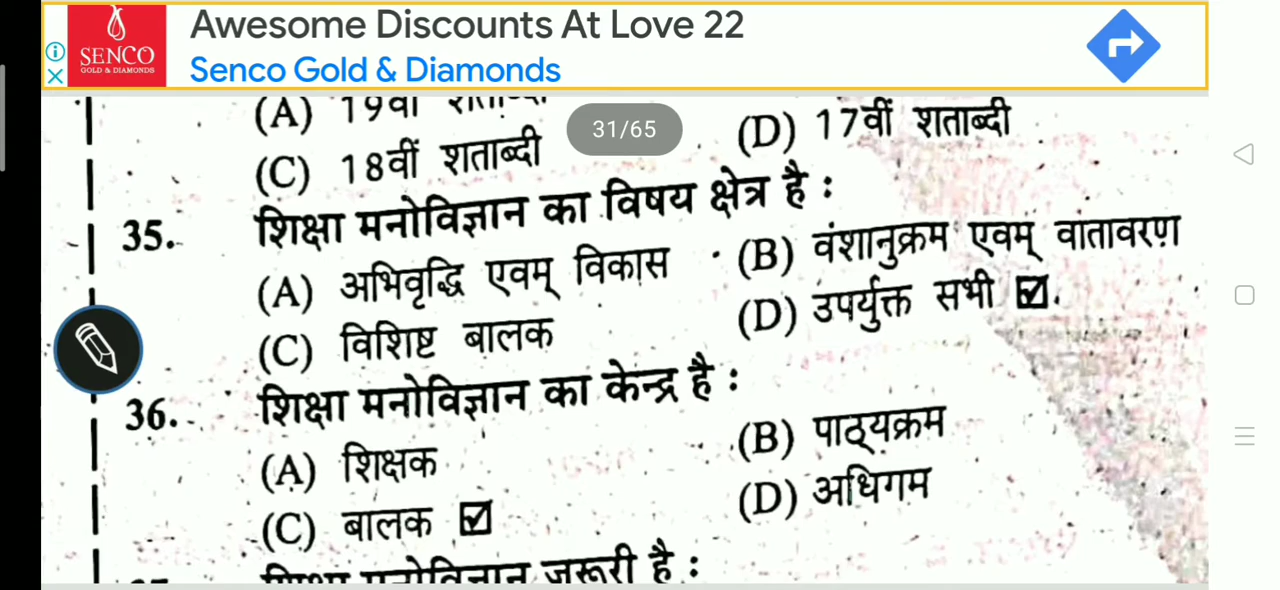 Awesome Discounts At Love 22
SENCO
GOLD & DIAMONDS
Senco Gold & Diamonds
(A) 19वीं शताब्दी
31/65
(C) 18वीं शताब्दी (D) 17वीं शताब्दी
35. शिक्षा मनोविज्ञान का विषय क्षेत्र है :
(A) अभिवृद्धि एवम् विकास (B) वंशानुक्रम एवम् वातावरण
(C) विशिष्ट बालक (D) उपर्युक्त सभी ☑.
36. शिक्षा मनोविज्ञान का केन्द्र है :
(A) शिक्षक (B) पाठ्यक्रम
(C) बालक ☑ (D) अधिगम
शिक्षा मनोविज्ञान जरूरी है :